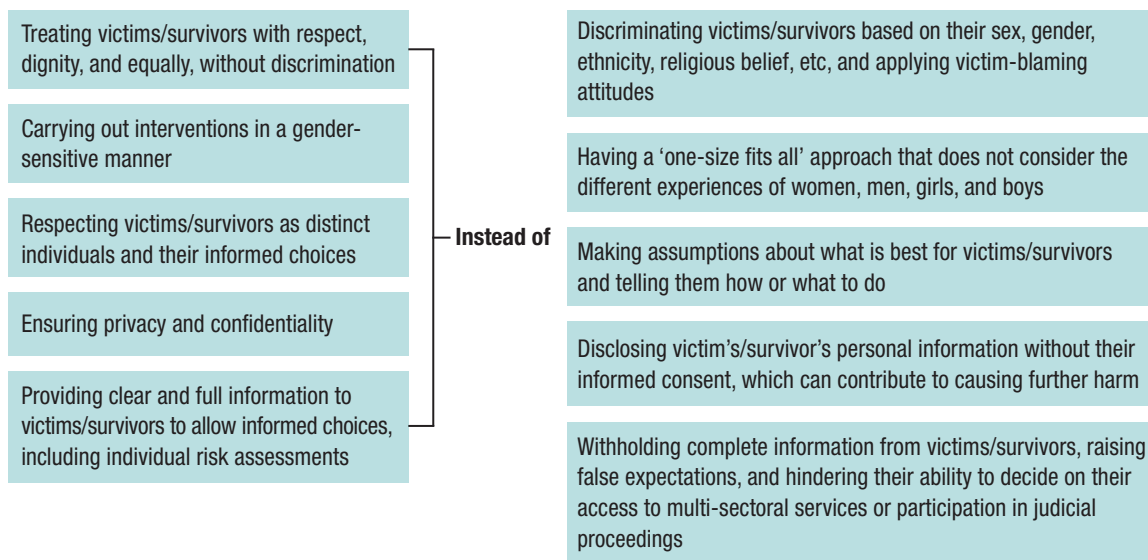 Treating victims/survivors with respect,
dignity, and equally, without discrimination
Carrying out interventions in a gender-
sensitive manner
Respecting victims/survivors as distinct
individuals and their informed choices
Ensuring privacy and confidentiality
Providing clear and full information to
victims/survivors to allow informed choices,
including individual risk assessments
Instead of
Discriminating victims/survivors based on their sex, gender,
ethnicity, religious belief, etc, and applying victim-blaming
attitudes
Having a ‘one-size fits all’ approach that does not consider the
different experiences of women, men, girls, and boys
Making assumptions about what is best for victims/survivors
and telling them how or what to do
Disclosing victim’s/survivor’s personal information without their
informed consent, which can contribute to causing further harm
Withholding complete information from victims/survivors, raising
false expectations, and hindering their ability to decide on their
access to multi-sectoral services or participation in judicial
proceedings